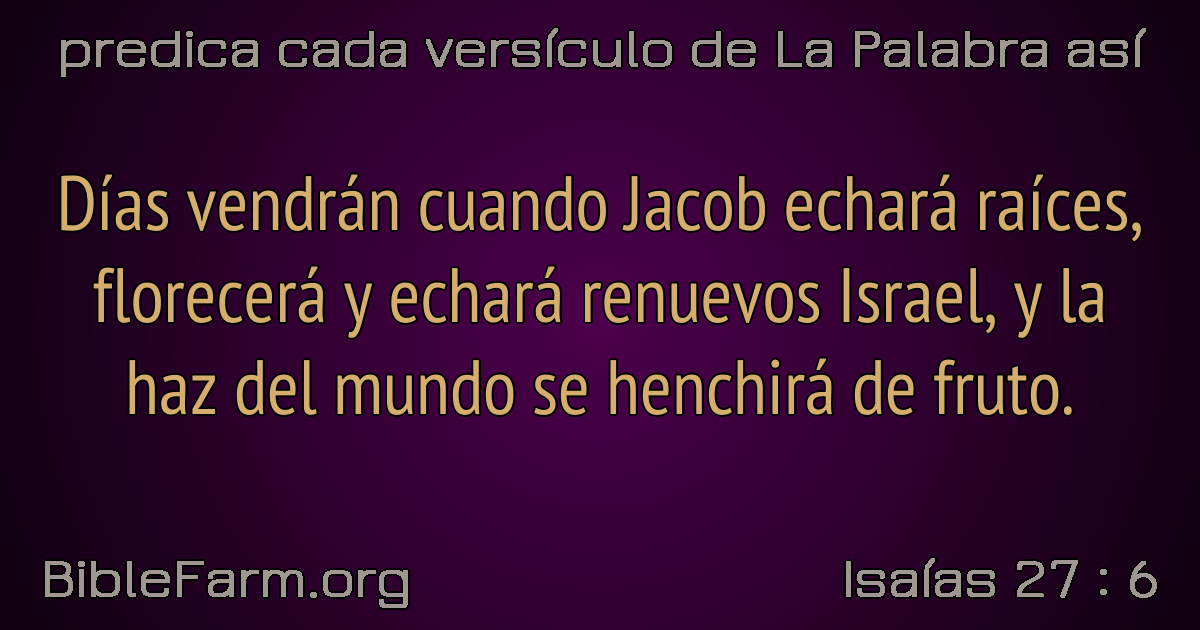 predica cada versículo de La Palabra así
Días vendrán cuando Jacob echará raíces,
florecerá y echará renuevos Israel, y la
haz del mundo se henchirá de fruto.
BibleFarm.org
Isaías 27 : 6